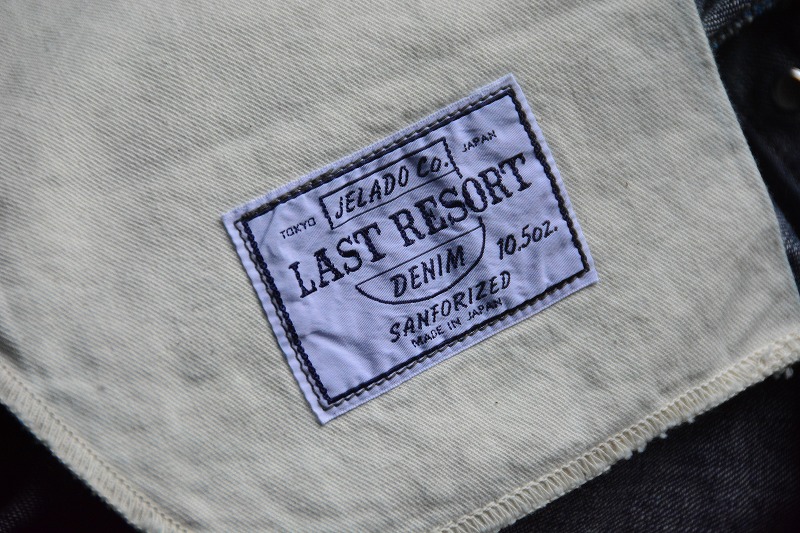 TOKYO JELADO Co. JAPAN
LAST RESORT
DENIM 10.5oz.
SANFORIZED
MADE IN JAPAN